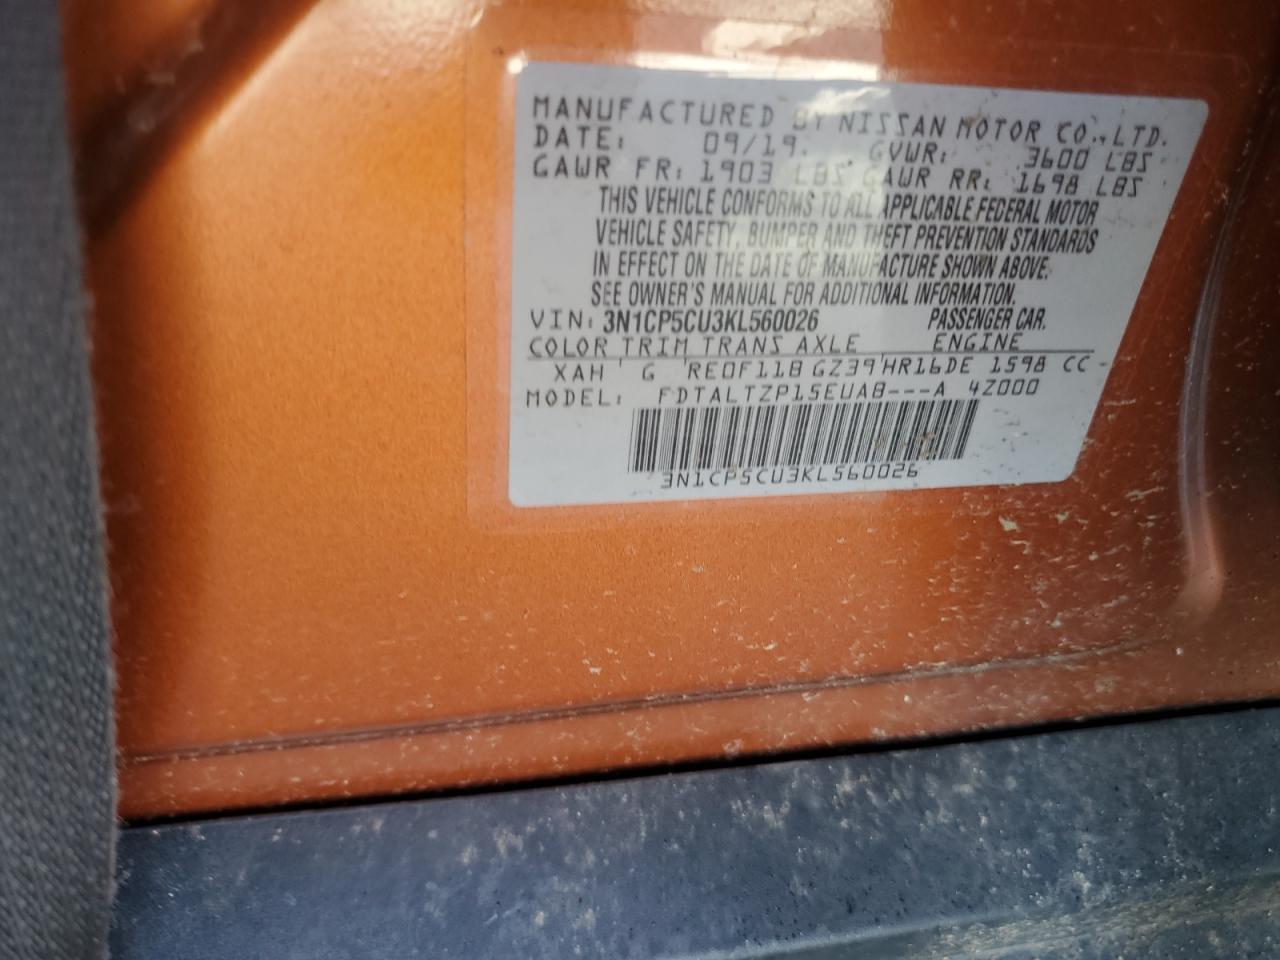 MANUFACTURED BY NISSAN MOTOR CO., LTD.
DATE: 09/19. GVWR: 3600 LBS
GAWR FR: 1903 LBS GAWR RR: 1698 LBS
THIS VEHICLE CONFORMS TO ALL APPLICABLE FEDERAL MOTOR
VEHICLE SAFETY, BUMPER AND THEFT PREVENTION STANDARDS
IN EFFECT ON THE DATE OF MANUFACTURE SHOWN ABOVE.
SEE OWNER'S MANUAL FOR ADDITIONAL INFORMATION.
VIN: 3N1CP5CU3KL560026 PASSENGER CAR.
COLOR TRIM TRANS AXLE ENGINE
XAH G RE0F11B GZ39 HR16DE 1598 CC
MODEL: FDTALTZP15EUAB---A 4Z000
3N1CP5CU3KL560026